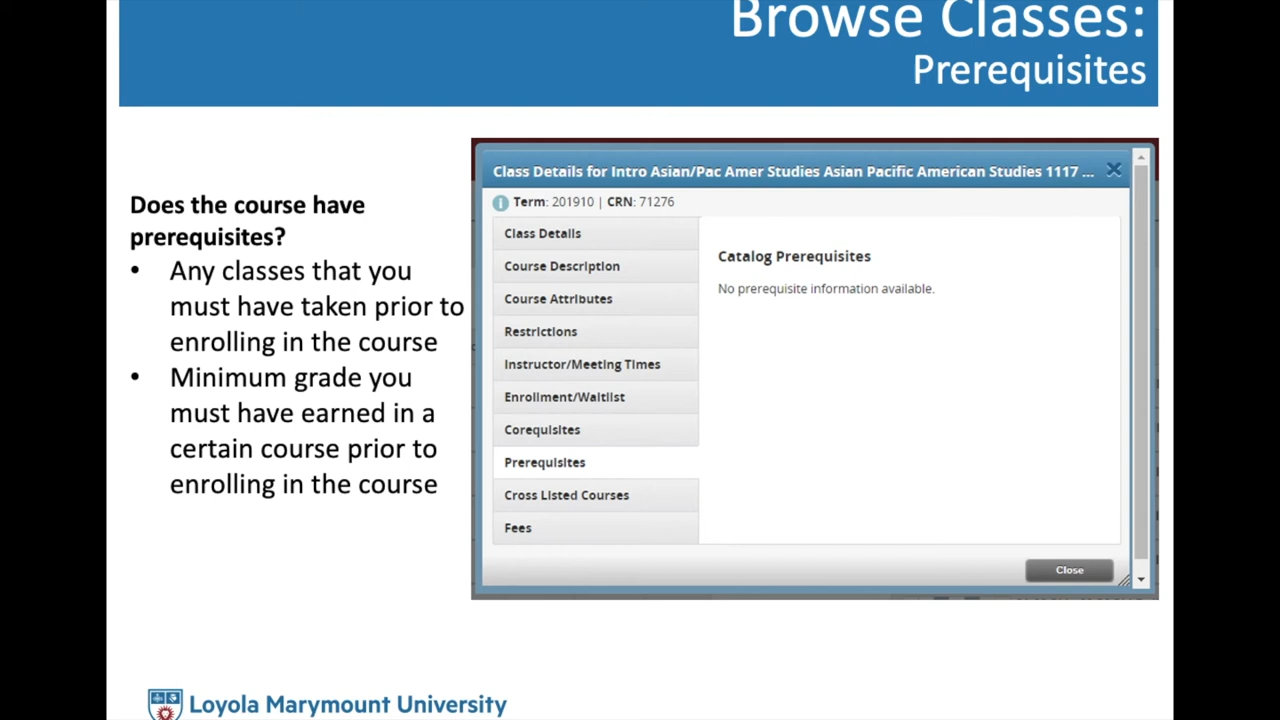 Browse Classes:
Prerequisites
Does the course have
prerequisites?
• Any classes that you
must have taken prior to
enrolling in the course
• Minimum grade you
must have earned in a
certain course prior to
enrolling in the course
Class Details for Intro Asian/Pac Amer Studies Asian Pacific American Studies 1117 ...
Term: 201910 | CRN: 71276
Class Details
Course Description
Course Attributes
Restrictions
Instructor/Meeting Times
Enrollment/Waitlist
Corequisites
Prerequisites
Cross Listed Courses
Fees
Catalog Prerequisites
No prerequisite information available.
Close
Loyola Marymount University